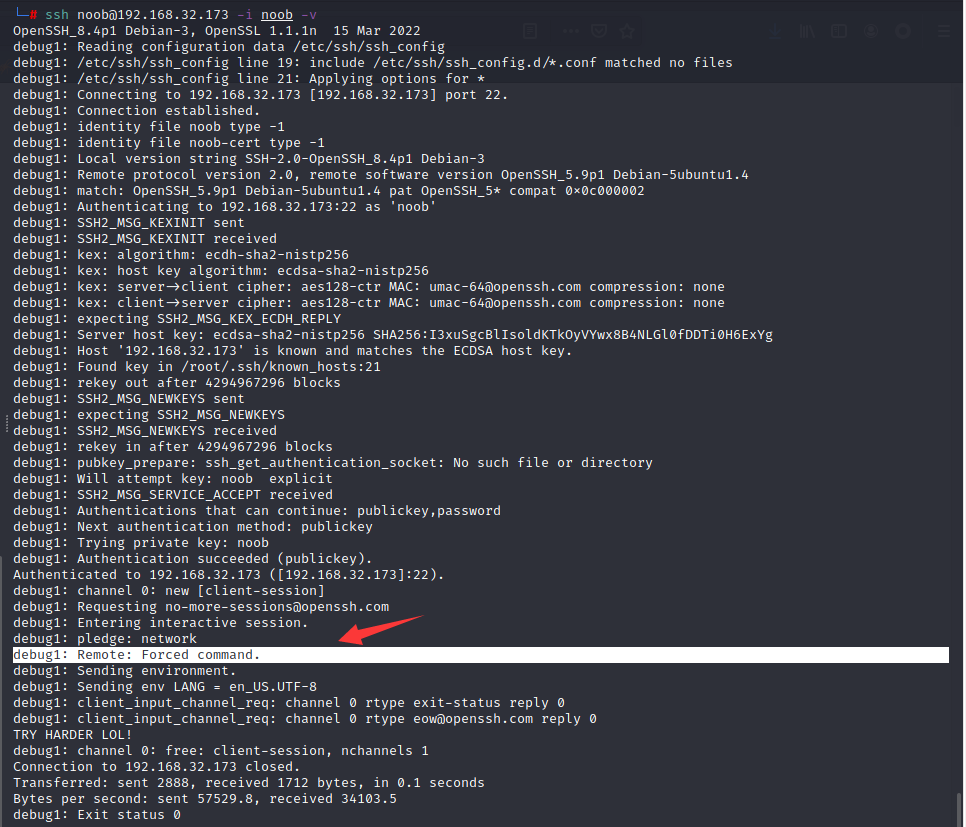 └─# ssh noob@192.168.32.173 -i noob -v
OpenSSH_8.4p1 Debian-3, OpenSSL 1.1.1n  15 Mar 2022
debug1: Reading configuration data /etc/ssh/ssh_config
debug1: /etc/ssh/ssh_config line 19: include /etc/ssh/ssh_config.d/*.conf matched no files
debug1: /etc/ssh/ssh_config line 21: Applying options for *
debug1: Connecting to 192.168.32.173 [192.168.32.173] port 22.
debug1: Connection established.
debug1: identity file noob type -1
debug1: identity file noob-cert type -1
debug1: Local version string SSH-2.0-OpenSSH_8.4p1 Debian-3
debug1: Remote protocol version 2.0, remote software version OpenSSH_5.9p1 Debian-5ubuntu1.4
debug1: match: OpenSSH_5.9p1 Debian-5ubuntu1.4 pat OpenSSH_5* compat 0×0c000002
debug1: Authenticating to 192.168.32.173:22 as 'noob'
debug1: SSH2_MSG_KEXINIT sent
debug1: SSH2_MSG_KEXINIT received
debug1: kex: algorithm: ecdh-sha2-nistp256
debug1: kex: host key algorithm: ecdsa-sha2-nistp256
debug1: kex: server→client cipher: aes128-ctr MAC: umac-64@openssh.com compression: none
debug1: kex: client→server cipher: aes128-ctr MAC: umac-64@openssh.com compression: none
debug1: expecting SSH2_MSG_KEX_ECDH_REPLY
debug1: Server host key: ecdsa-sha2-nistp256 SHA256:I3xuSgcBlIsoldKTkOyVYwx8B4NLGl0fDDTi0H6ExYg
debug1: Host '192.168.32.173' is known and matches the ECDSA host key.
debug1: Found key in /root/.ssh/known_hosts:21
debug1: rekey out after 4294967296 blocks
debug1: SSH2_MSG_NEWKEYS sent
debug1: expecting SSH2_MSG_NEWKEYS
debug1: SSH2_MSG_NEWKEYS received
debug1: rekey in after 4294967296 blocks
debug1: pubkey_prepare: ssh_get_authentication_socket: No such file or directory
debug1: Will attempt key: noob  explicit
debug1: SSH2_MSG_SERVICE_ACCEPT received
debug1: Authentications that can continue: publickey,password
debug1: Next authentication method: publickey
debug1: Trying private key: noob
debug1: Authentication succeeded (publickey).
Authenticated to 192.168.32.173 ([192.168.32.173]:22).
debug1: channel 0: new [client-session]
debug1: Requesting no-more-sessions@openssh.com
debug1: Entering interactive session.
debug1: pledge: network
debug1: Remote: Forced command.
debug1: Sending environment.
debug1: Sending env LANG = en_US.UTF-8
debug1: client_input_channel_req: channel 0 rtype exit-status reply 0
debug1: client_input_channel_req: channel 0 rtype eow@openssh.com reply 0
TRY HARDER LOL!
debug1: channel 0: free: client-session, nchannels 1
Connection to 192.168.32.173 closed.
Transferred: sent 2888, received 1712 bytes, in 0.1 seconds
Bytes per second: sent 57529.8, received 34103.5
debug1: Exit status 0